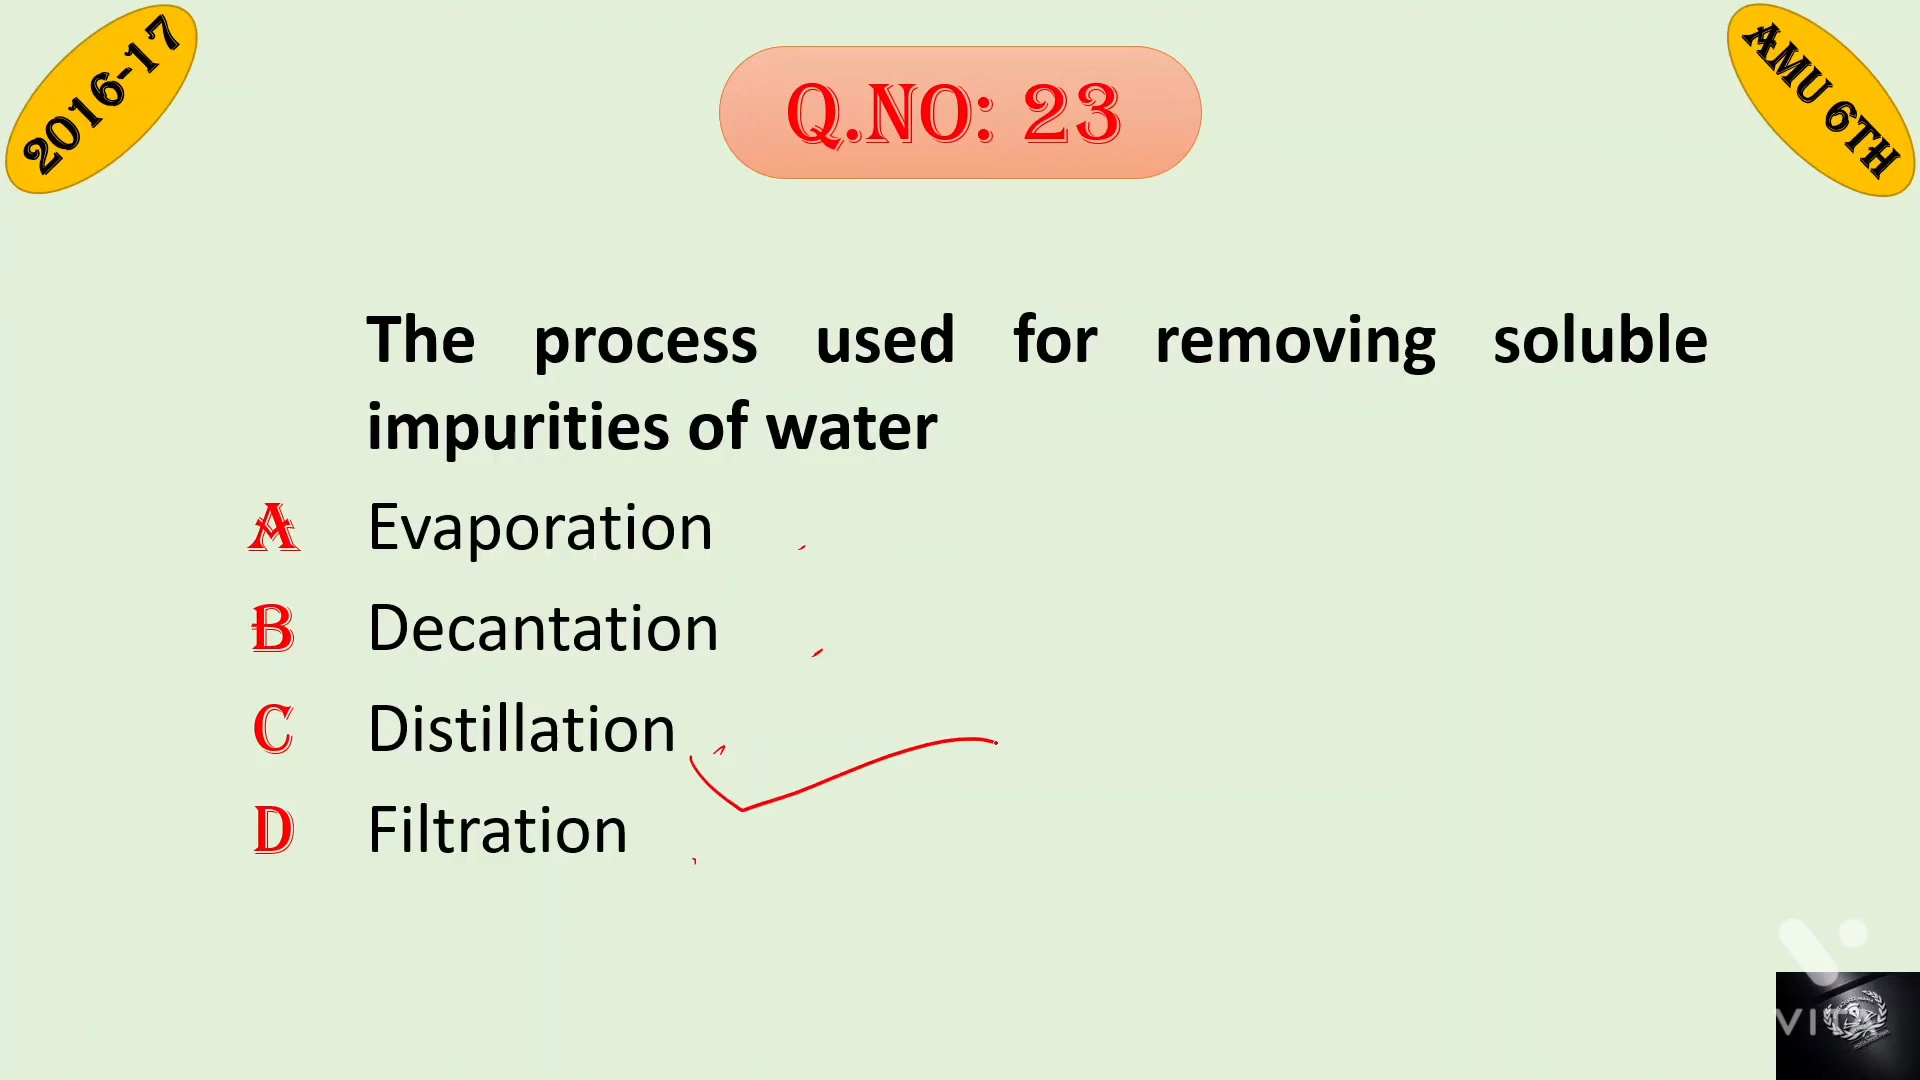 2016-17
Q.NO: 23
AMU 6TH
The process used for removing soluble
impurities of water
A Evaporation
B Decantation
C Distillation
D Filtration